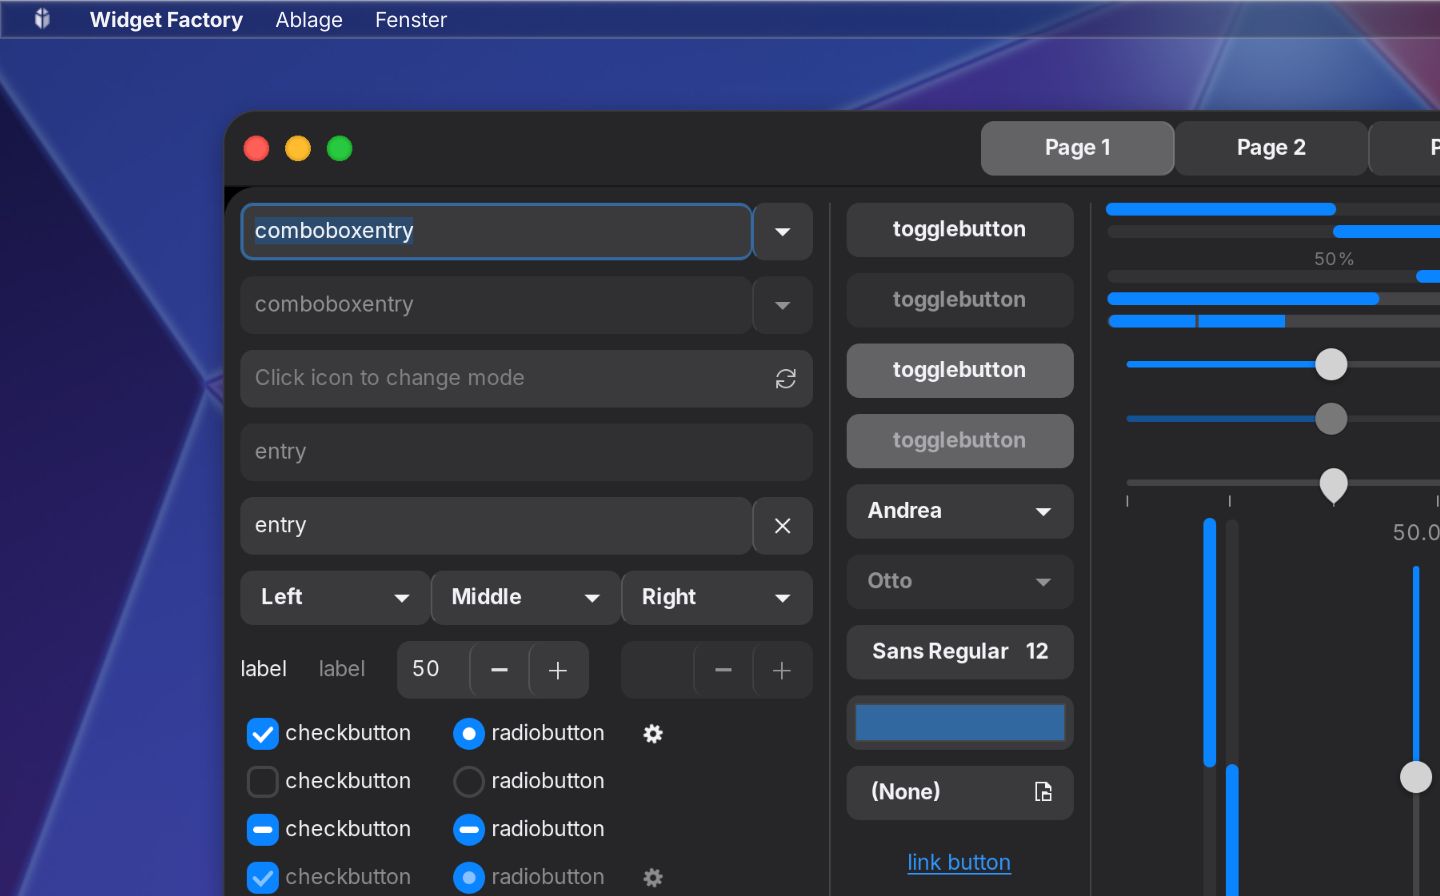 Widget Factory Ablage Fenster
Page 1 Page 2
comboboxentry
comboboxentry
Click icon to change mode
entry
entry
Left Middle Right
label label 50
checkbutton radiobutton
checkbutton radiobutton
checkbutton radiobutton
checkbutton radiobutton
togglebutton
togglebutton
togglebutton
togglebutton
Andrea
Otto
Sans Regular 12
(None)
link button
50%
50.0